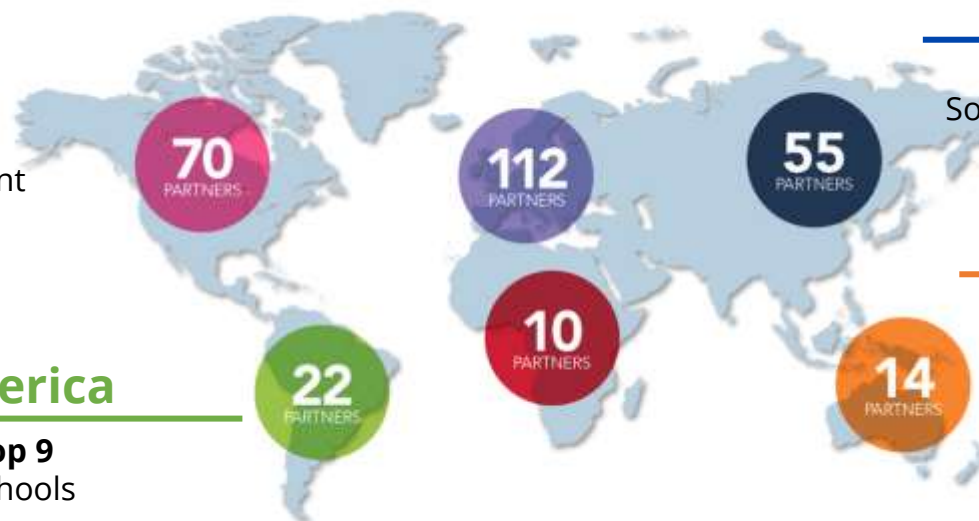 So
70
PARTNERS
nt
112
PARTNERS
55
PARTNERS
10
PARTNERS
erica
22
PARTNERS
14
PARTNERS
op 9
hools